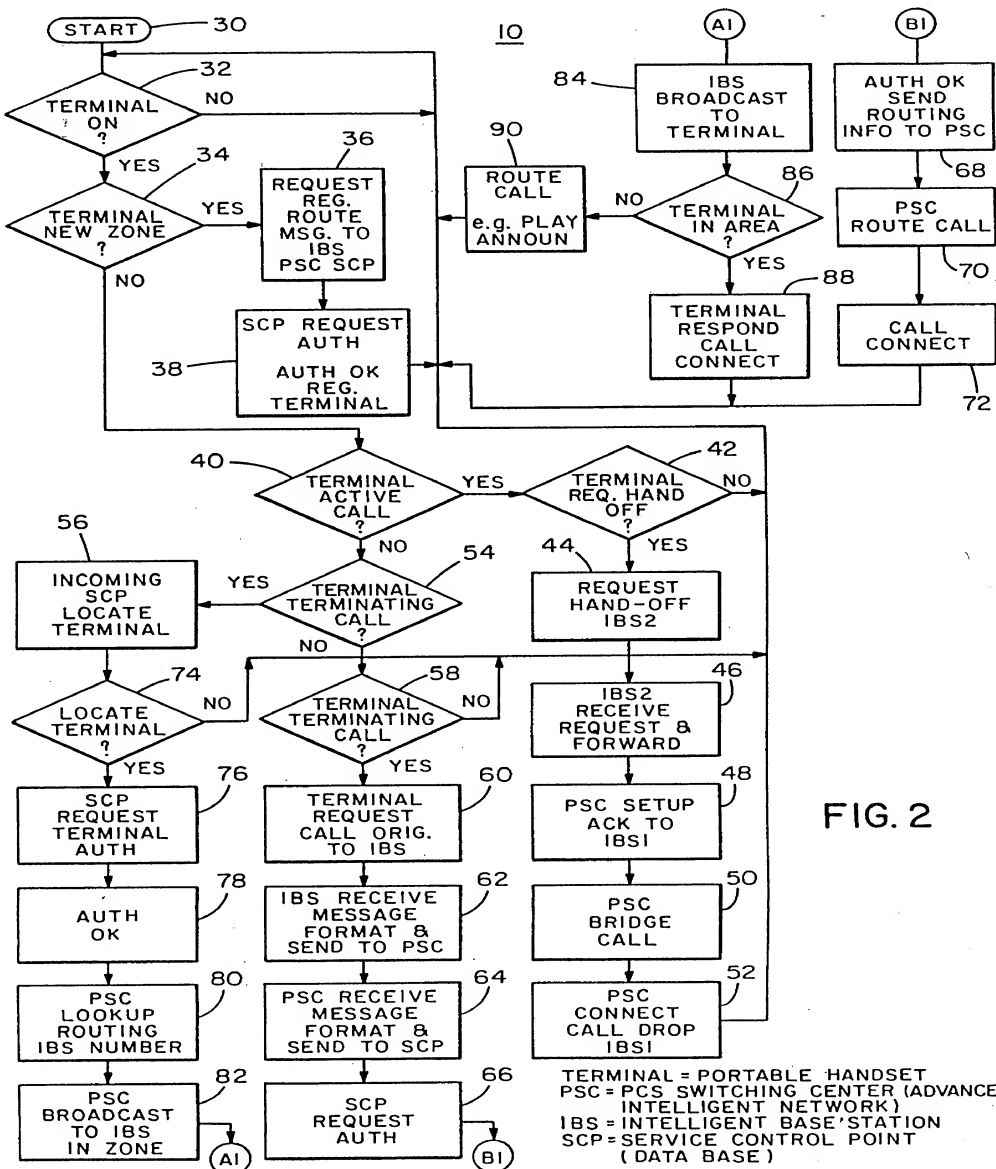 START
30
10
A1
B1
32
TERMINAL
ON
?
NO
YES
34
TERMINAL
NEW ZONE
?
YES
NO
36
REQUEST
REG.
ROUTE
MSG. TO
IBS
PSC SCP
38
SCP REQUEST
AUTH
AUTH OK
REG.
TERMINAL
84
IBS
BROADCAST
TO
TERMINAL
86
TERMINAL
IN AREA
?
NO
YES
90
ROUTE
CALL
e.g. PLAY
ANNOUN
88
TERMINAL
RESPOND
CALL
CONNECT
AUTH OK
SEND
ROUTING
INFO TO PSC
68
PSC
ROUTE CALL
70
CALL
CONNECT
72
40
TERMINAL
ACTIVE
CALL
?
YES
NO
42
TERMINAL
REQ. HAND
OFF
?
NO
YES
44
REQUEST
HAND-OFF
IBS2
46
IBS2
RECEIVE
REQUEST &
FORWARD
48
PSC SETUP
ACK TO
IBS1
50
PSC
BRIDGE
CALL
52
PSC
CONNECT
CALL DROP
IBS1
54
TERMINAL
TERMINATING
CALL
?
YES
NO
56
INCOMING
SCP
LOCATE
TERMINAL
74
LOCATE
TERMINAL
?
NO
YES
76
SCP
REQUEST
TERMINAL
AUTH
78
AUTH
OK
80
PSC
LOOKUP
ROUTING
IBS NUMBER
82
PSC
BROADCAST
TO IBS
IN ZONE
A1
58
TERMINAL
TERMINATING
CALL
?
NO
YES
60
TERMINAL
REQUEST
CALL ORIG.
TO IBS
62
IBS RECEIVE
MESSAGE
FORMAT &
SEND TO PSC
64
PSC RECEIVE
MESSAGE
FORMAT &
SEND TO SCP
66
SCP
REQUEST
AUTH
B1
FIG. 2
TERMINAL = PORTABLE HANDSET
PSC = PCS SWITCHING CENTER (ADVANCE
INTELLIGENT NETWORK)
IBS = INTELLIGENT BASE STATION
SCP = SERVICE CONTROL POINT
(DATA BASE)